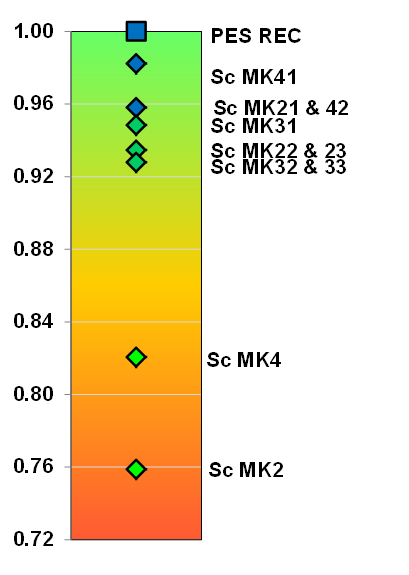 1.00
PES REC
Sc MK41
0.96
Sc MK21 & 42
Sc MK31
Sc MK22 & 23
Sc MK32 & 33
0.92
0.88
0.84
Sc MK4
0.80
0.76
Sc MK2
0.72